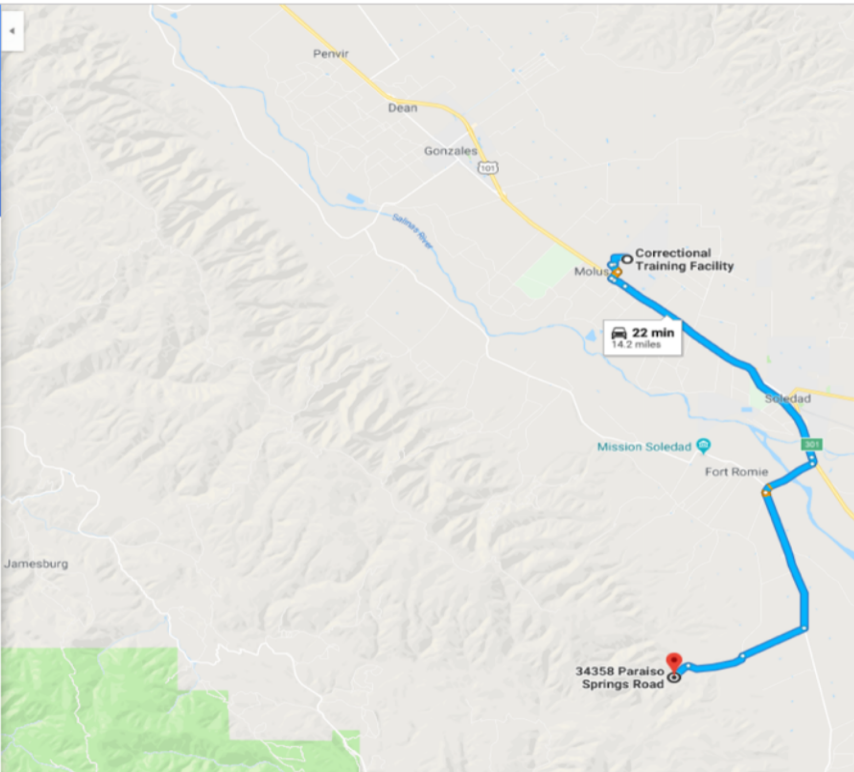 Penvir
Dean
Gonzales
101
Salinas River
Correctional
Training Facility
Molus
22 min
14.2 miles
Soledad
301
Mission Soledad
Fort Romie
Jamesburg
34358 Paraiso
Springs Road